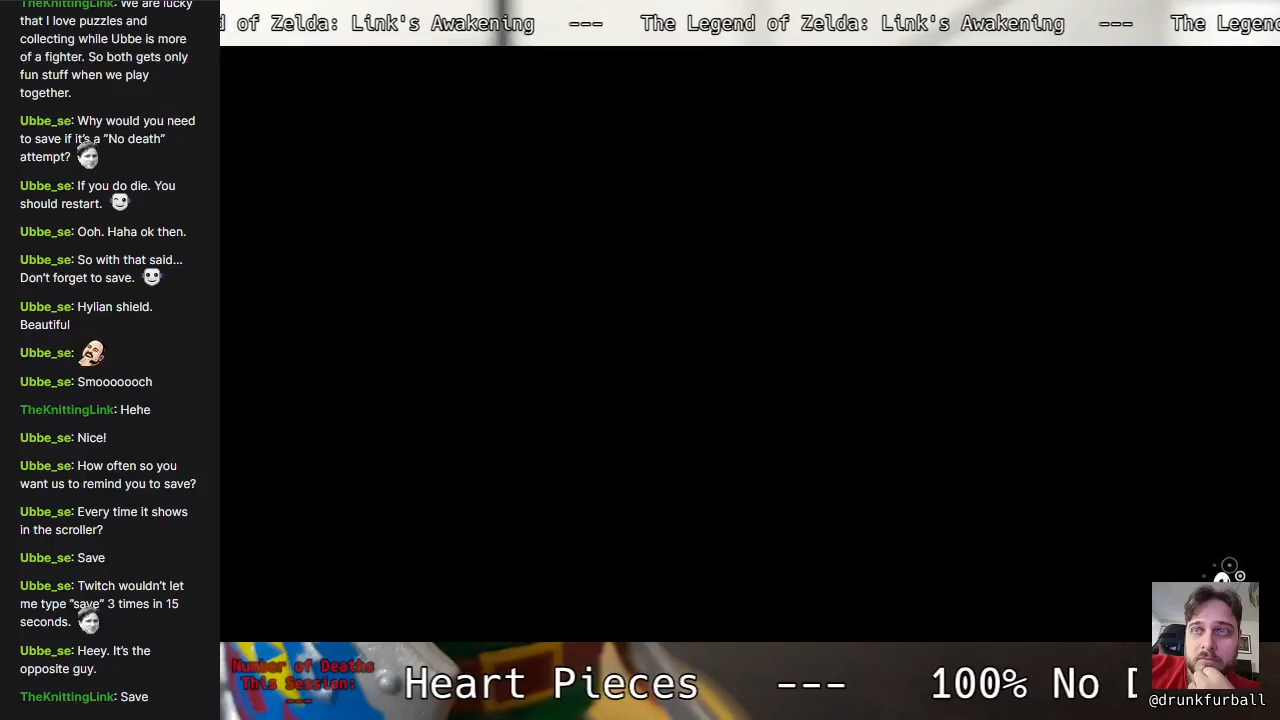 TheKnittingLink: We are lucky
that I love puzzles and
collecting while Ubbe is more
of a fighter. So both gets only
fun stuff when we play
together.
Ubbe_se: Why would you need
to save if it's a "No death"
attempt?
Ubbe_se: If you do die. You
should restart.
Ubbe_se: Ooh. Haha ok then.
Ubbe_se: So with that said...
Don't forget to save.
Ubbe_se: Hylian shield.
Beautiful
Ubbe_se:
Ubbe_se: Smooooooch
TheKnittingLink: Hehe
Ubbe_se: Nice!
Ubbe_se: How often so you
want us to remind you to save?
Ubbe_se: Every time it shows
in the scroller?
Ubbe_se: Save
Ubbe_se: Twitch wouldn't let
me type "save" 3 times in 15
seconds.
Ubbe_se: Heey. It's the
opposite guy.
TheKnittingLink: Save
d of Zelda: Link's Awakening --- The Legend of Zelda: Link's Awakening --- The Legend
Number of Deaths
This Session:
---
Heart Pieces --- 100% No D
@drunkfurball